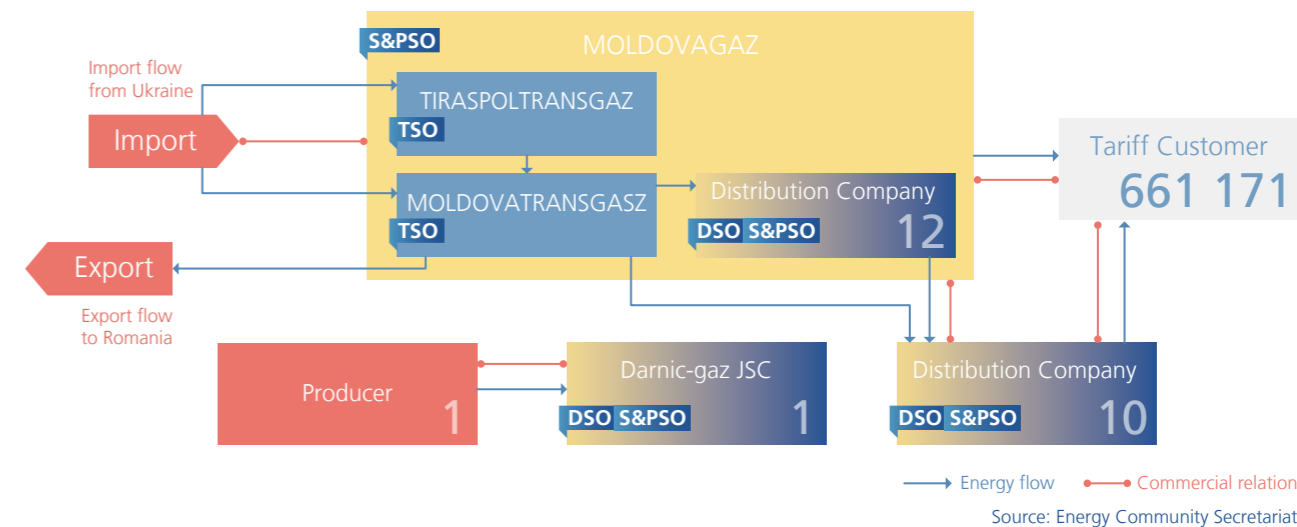 S&PSO
MOLDOVAGAZ
Import flow
from Ukraine
Import
TIRASPOLTRANSGAZ
TSO
MOLDOVATRANSGASZ
TSO
Distribution Company
DSO S&PSO
12
Tariff Customer
661 171
Export
Export flow
to Romania
Producer
1
Darnic-gaz JSC
DSO S&PSO
1
Distribution Company
DSO S&PSO
10
Energy flow
Commercial relation
Source: Energy Community Secretariat